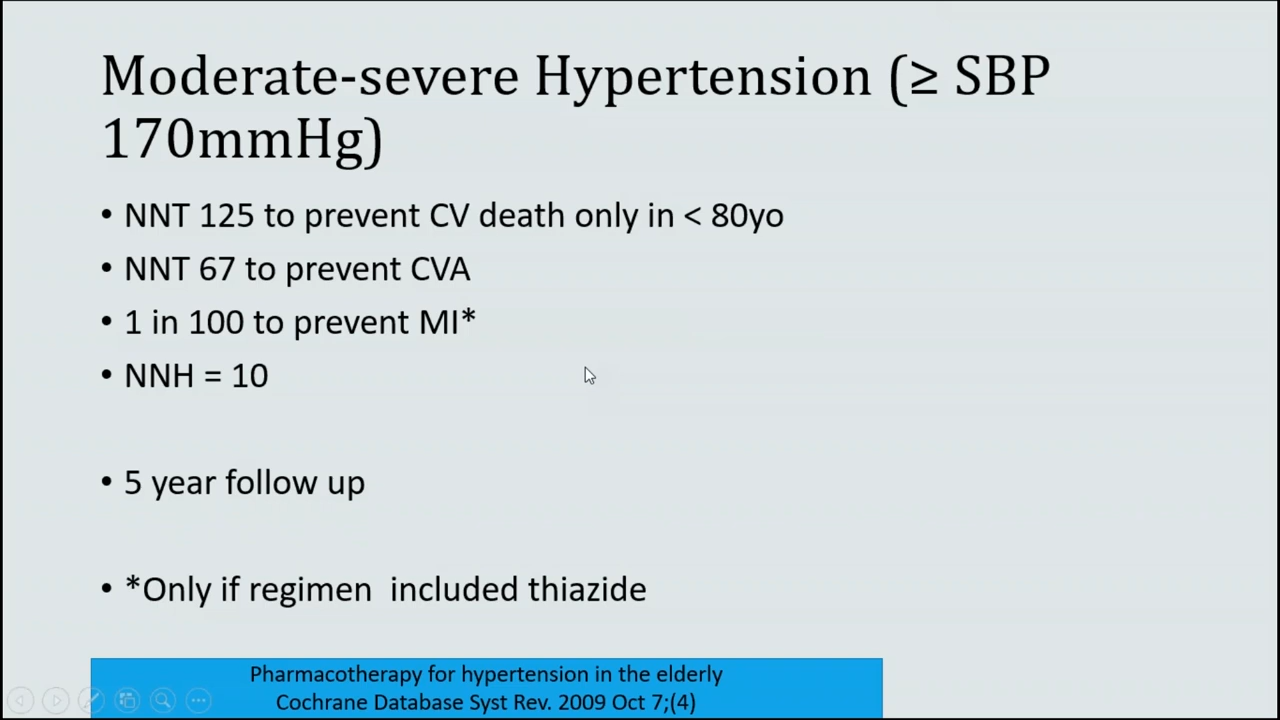 Moderate-severe Hypertension (≥ SBP
170mmHg)
• NNT 125 to prevent CV death only in < 80yo
• NNT 67 to prevent CVA
• 1 in 100 to prevent MI*
• NNH = 10
• 5 year follow up
• *Only if regimen  included thiazide
Pharmacotherapy for hypertension in the elderly
Cochrane Database Syst Rev. 2009 Oct 7;(4)